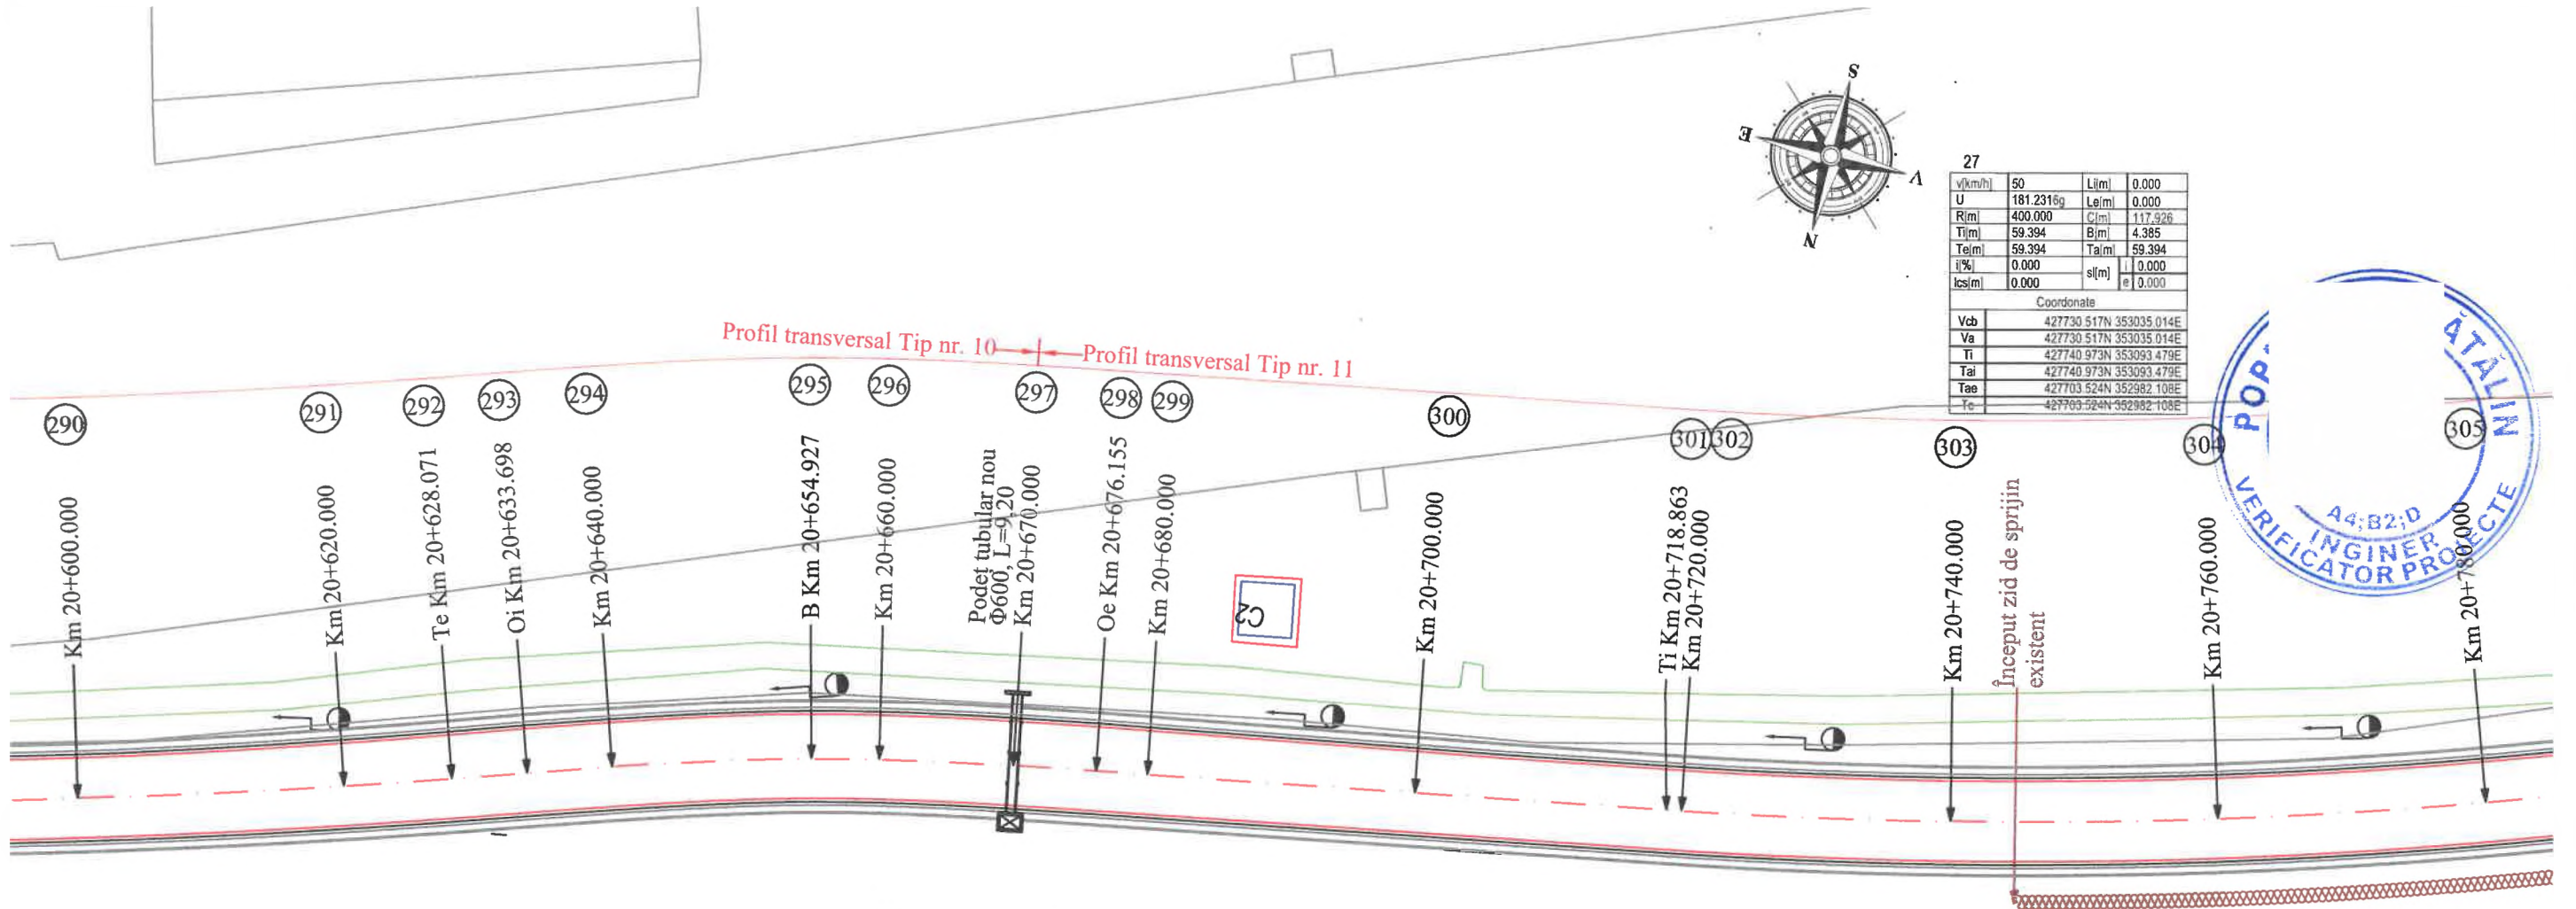 S
E
V
N
27
v[km/h] 50 Li[m] 0.000
U 181.2316g Le[m] 0.000
R[m] 400.000 C[m] 117.926
Ti[m] 59.394 B[m] 4.385
Te[m] 59.394 Ta[m] 59.394
i[%] 0.000 sl[m] i 0.000
lcs[m] 0.000 e 0.000
Coordonate
Vcb 427730.517N 353035.014E
Va 427730.517N 353035.014E
Ti 427740.973N 353093.479E
Tai 427740.973N 353093.479E
Tae 427703.524N 352982.108E
Te 427703.524N 352982.108E
Profil transversal Tip nr. 10
Profil transversal Tip nr. 11
290
291
292
293
294
295
296
297
298
299
300
301
302
303
304
305
Km 20+600.000
Km 20+620.000
Te Km 20+628.071
Oi Km 20+633.698
Km 20+640.000
B Km 20+654.927
Km 20+660.000
Podet tubular nou
Φ600, L=9,20
Km 20+670.000
Oe Km 20+676.155
Km 20+680.000
C2
Km 20+700.000
Ti Km 20+718.863
Km 20+720.000
Km 20+740.000
Început zid de sprijin
existent
Km 20+760.000
Km 20+780.000
A4;B2;D
INGINER
VERIFICATOR PROIECTE